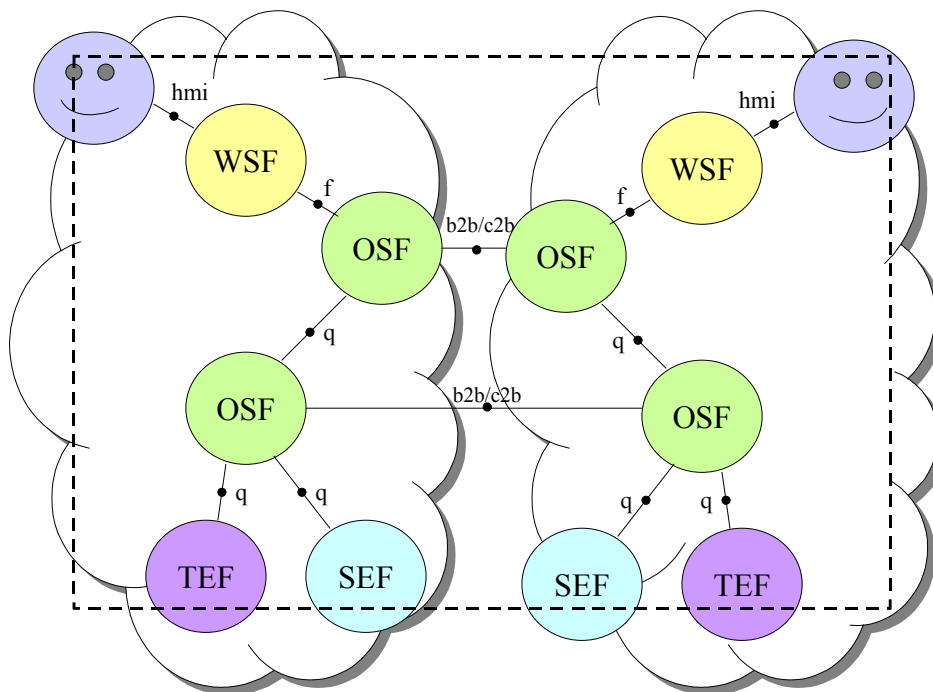 hmi
hmi
WSF
WSF
f
f
OSF
b2b/c2b
OSF
q
q
OSF
b2b/c2b
OSF
q
q
q
q
TEF
SEF
SEF
TEF